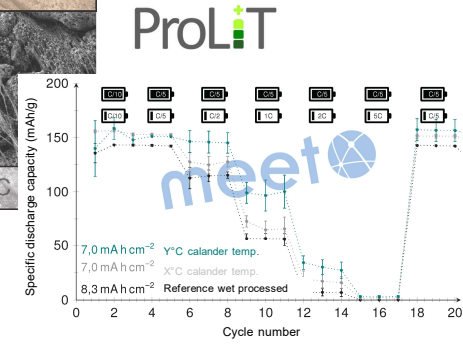 ProLiT
C/10 C/5 C/5 C/5 C/5 C/5 C/5
C/10 C/5 C/2 1C 2C 5C C/5
Specific discharge capacity (mAh/g)
200
150
100
50
0
meet
7,0 mA h cm⁻² Y°C calander temp.
7,0 mA h cm⁻² X°C calander temp.
8,3 mA h cm⁻² Reference wet processed
0 2 4 6 8 10 12 14 16 18 20
Cycle number